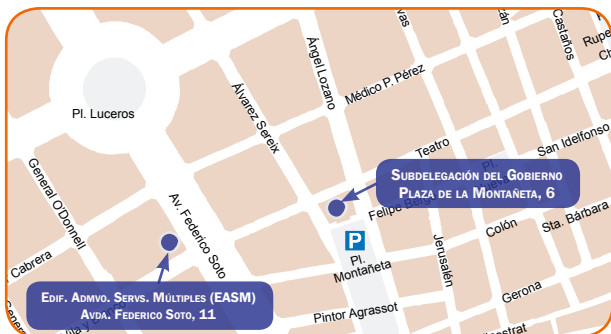 Castaños
Médico P. Pérez
Ángel Lozano
Pl. Luceros
Álvarez Sereix
Teatro
San Ildefonso
Pl.
SUBDELEGACIÓN DEL GOBIERNO
PLAZA DE LA MONTAÑETA, 6
General O'Donnell
Av. Federico Soto
Felipe
Sta. Bárbara
Colón
P
Pl.
Montañeta
Jerusalén
Cabrera
EDIF. ADMVO. SERVS. MÚLTIPLES (EASM)
AVDA. FEDERICO SOTO, 11
Gerona
Pintor Agrassot